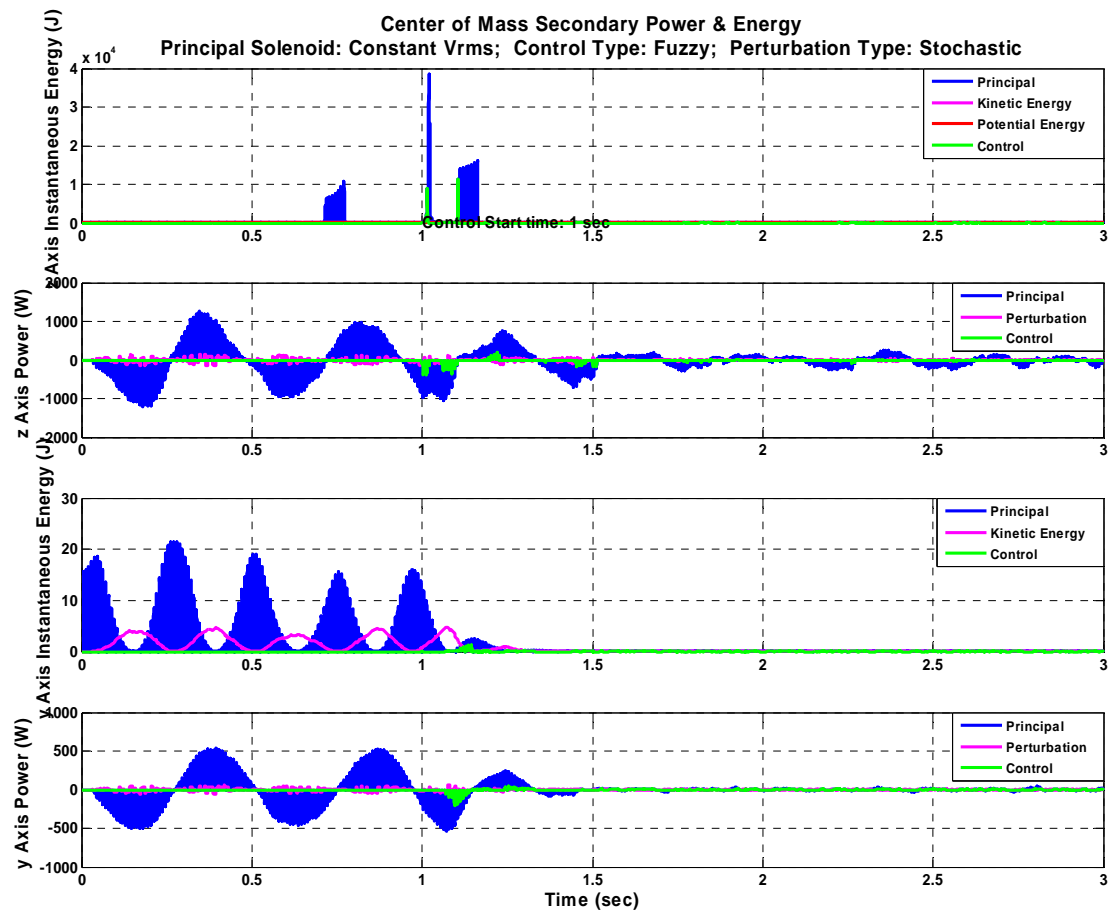 Center of Mass Secondary Power & Energy
Principal Solenoid: Constant Vrms;  Control Type: Fuzzy;  Perturbation Type: Stochastic
x 10^4
Axis Instantaneous Energy (J)
4
3
2
1
0
Principal
Kinetic Energy
Potential Energy
Control
Control Start time: 1 sec
0 0.5 1 1.5 2 2.5 3
z Axis Power (W)
2000
1000
0
-1000
-2000
Principal
Perturbation
Control
0 0.5 1 1.5 2 2.5 3
y Axis Instantaneous Energy (J)
30
20
10
0
Principal
Kinetic Energy
Control
0 0.5 1 1.5 2 2.5 3
y Axis Power (W)
1000
500
0
-500
-1000
Principal
Perturbation
Control
0 0.5 1 1.5 2 2.5 3
Time (sec)